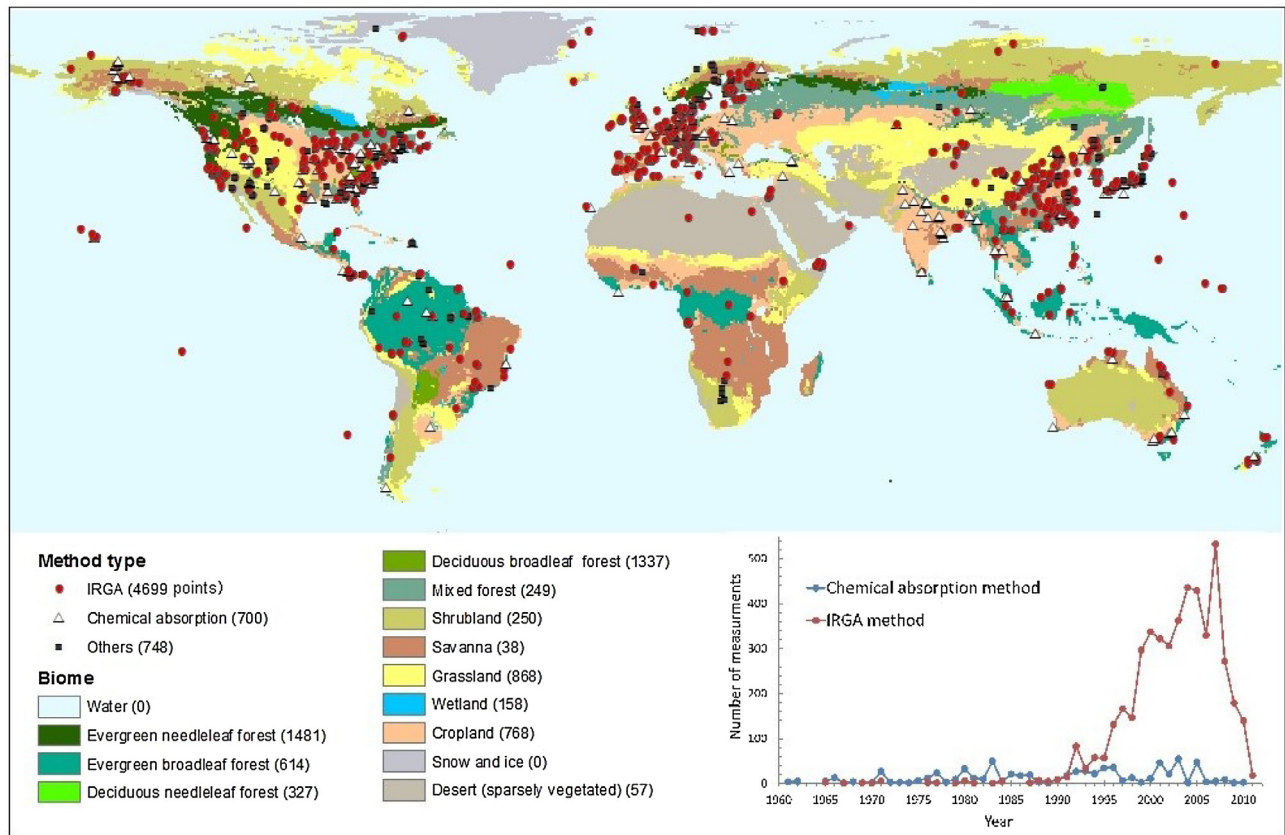 Method type
IRGA (4699 points)
Chemical absorption (700)
Others (748)
Biome
Water (0)
Evergreen needleleaf forest (1481)
Evergreen broadleaf forest (614)
Deciduous needleleaf forest (327)
Deciduous broadleaf forest (1337)
Mixed forest (249)
Shrubland (250)
Savanna (38)
Grassland (868)
Wetland (158)
Cropland (768)
Snow and ice (0)
Desert (sparsely vegetated) (57)
Number of measurments
500
400
300
200
100
0
Chemical absorption method
IRGA method
1960 1965 1970 1975 1980 1985 1990 1995 2000 2005 2010
Year